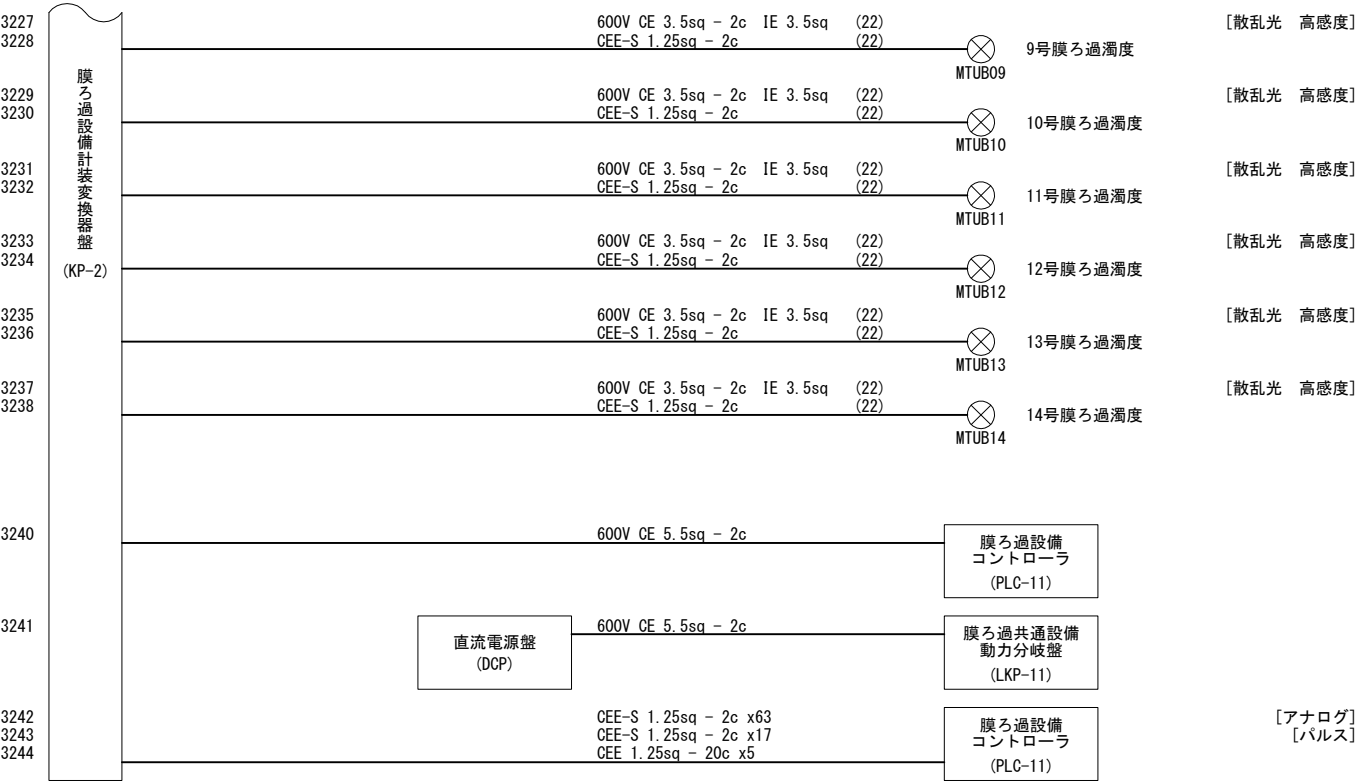 3227 600V CE 3.5sq - 2c IE 3.5sq (22) [散乱光 高感度]
3228 CEE-S 1.25sq - 2c (22)
9号膜ろ過濁度
MTUB09
膜ろ過設備計装変換器盤
(KP-2)
3229 600V CE 3.5sq - 2c IE 3.5sq (22) [散乱光 高感度]
3230 CEE-S 1.25sq - 2c (22)
10号膜ろ過濁度
MTUB10
3231 600V CE 3.5sq - 2c IE 3.5sq (22) [散乱光 高感度]
3232 CEE-S 1.25sq - 2c (22)
11号膜ろ過濁度
MTUB11
3233 600V CE 3.5sq - 2c IE 3.5sq (22) [散乱光 高感度]
3234 CEE-S 1.25sq - 2c (22)
12号膜ろ過濁度
MTUB12
3235 600V CE 3.5sq - 2c IE 3.5sq (22) [散乱光 高感度]
3236 CEE-S 1.25sq - 2c (22)
13号膜ろ過濁度
MTUB13
3237 600V CE 3.5sq - 2c IE 3.5sq (22) [散乱光 高感度]
3238 CEE-S 1.25sq - 2c (22)
14号膜ろ過濁度
MTUB14
3240 600V CE 5.5sq - 2c
膜ろ過設備
コントローラ
(PLC-11)
3241 600V CE 5.5sq - 2c
直流電源盤
(DCP)
膜ろ過共通設備
動力分岐盤
(LKP-11)
3242 CEE-S 1.25sq - 2c x63 [アナログ]
3243 CEE-S 1.25sq - 2c x17 [パルス]
3244 CEE 1.25sq - 20c x5
膜ろ過設備
コントローラ
(PLC-11)